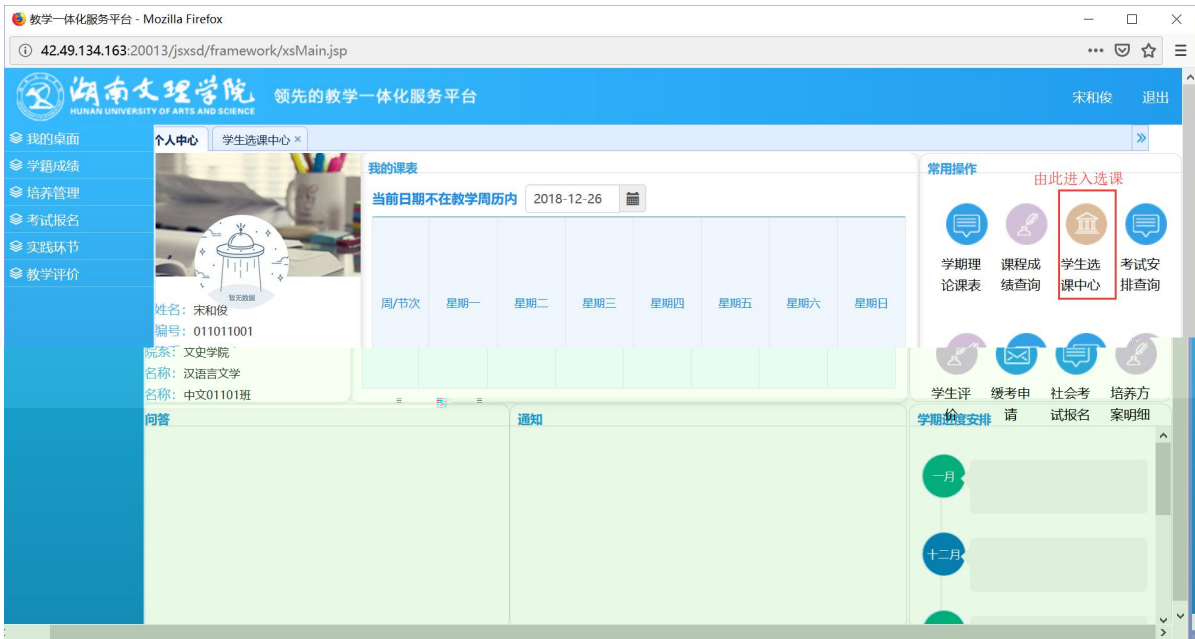 教学一体化服务平台 - Mozilla Firefox
42.49.134.163:20013/jsxsd/framework/xsMain.jsp
湖南文理学院
HUNAN UNIVERSITY OF ARTS AND SCIENCE
领先的教学一体化服务平台
宋和俊 退出
我的桌面
学籍成绩
培养管理
考试报名
实践环节
教学评价
个人中心 学生选课中心 ×
暂无数据
姓名：宋和俊
编号：011011001
院系：文史学院
名称：汉语言文学
名称：中文01101班
我的课表
当前日期不在教学周历内 2018-12-26
周/节次 星期一 星期二 星期三 星期四 星期五 星期六 星期日
常用操作
由此进入选课
学期理论课表
课程成绩查询
学生选课中心
考试安排查询
学生评价
缓考申请
社会考试报名
培养方案明细
问答
通知
学期进度安排
一月
十二月